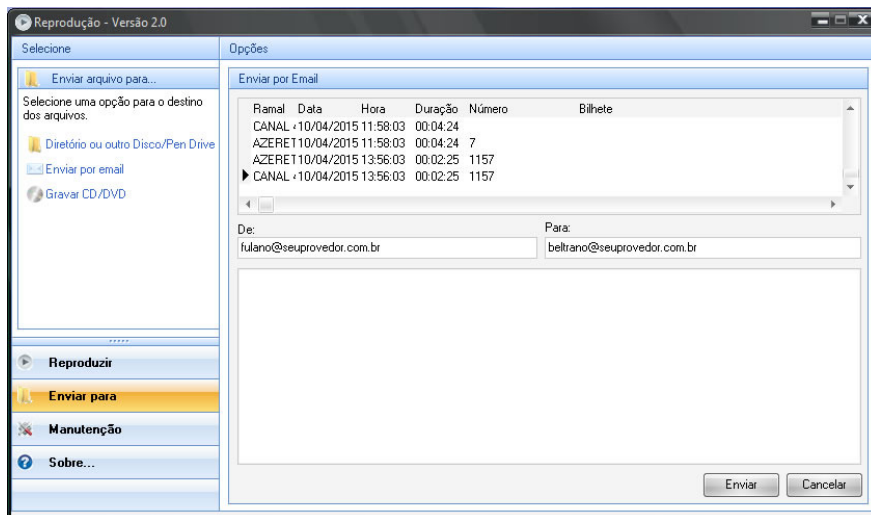 Reprodução - Versão 2.0
Selecione
Enviar arquivo para...
Selecione uma opção para o destino
dos arquivos.
Diretório ou outro Disco/Pen Drive
Enviar por email
Gravar CD/DVD
Reproduzir
Enviar para
Manutenção
Sobre...
Opções
Enviar por Email
Ramal Data Hora Duração Número Bilhete
CANAL 10/04/2015 11:58:03 00:04:24
AZERET 10/04/2015 11:58:03 00:04:24 7
AZERET 10/04/2015 13:56:03 00:02:25 1157
CANAL 10/04/2015 13:56:03 00:02:25 1157
De: Para:
fulano@seuprovedor.com.br beltrano@seuprovedor.com.br
Enviar Cancelar